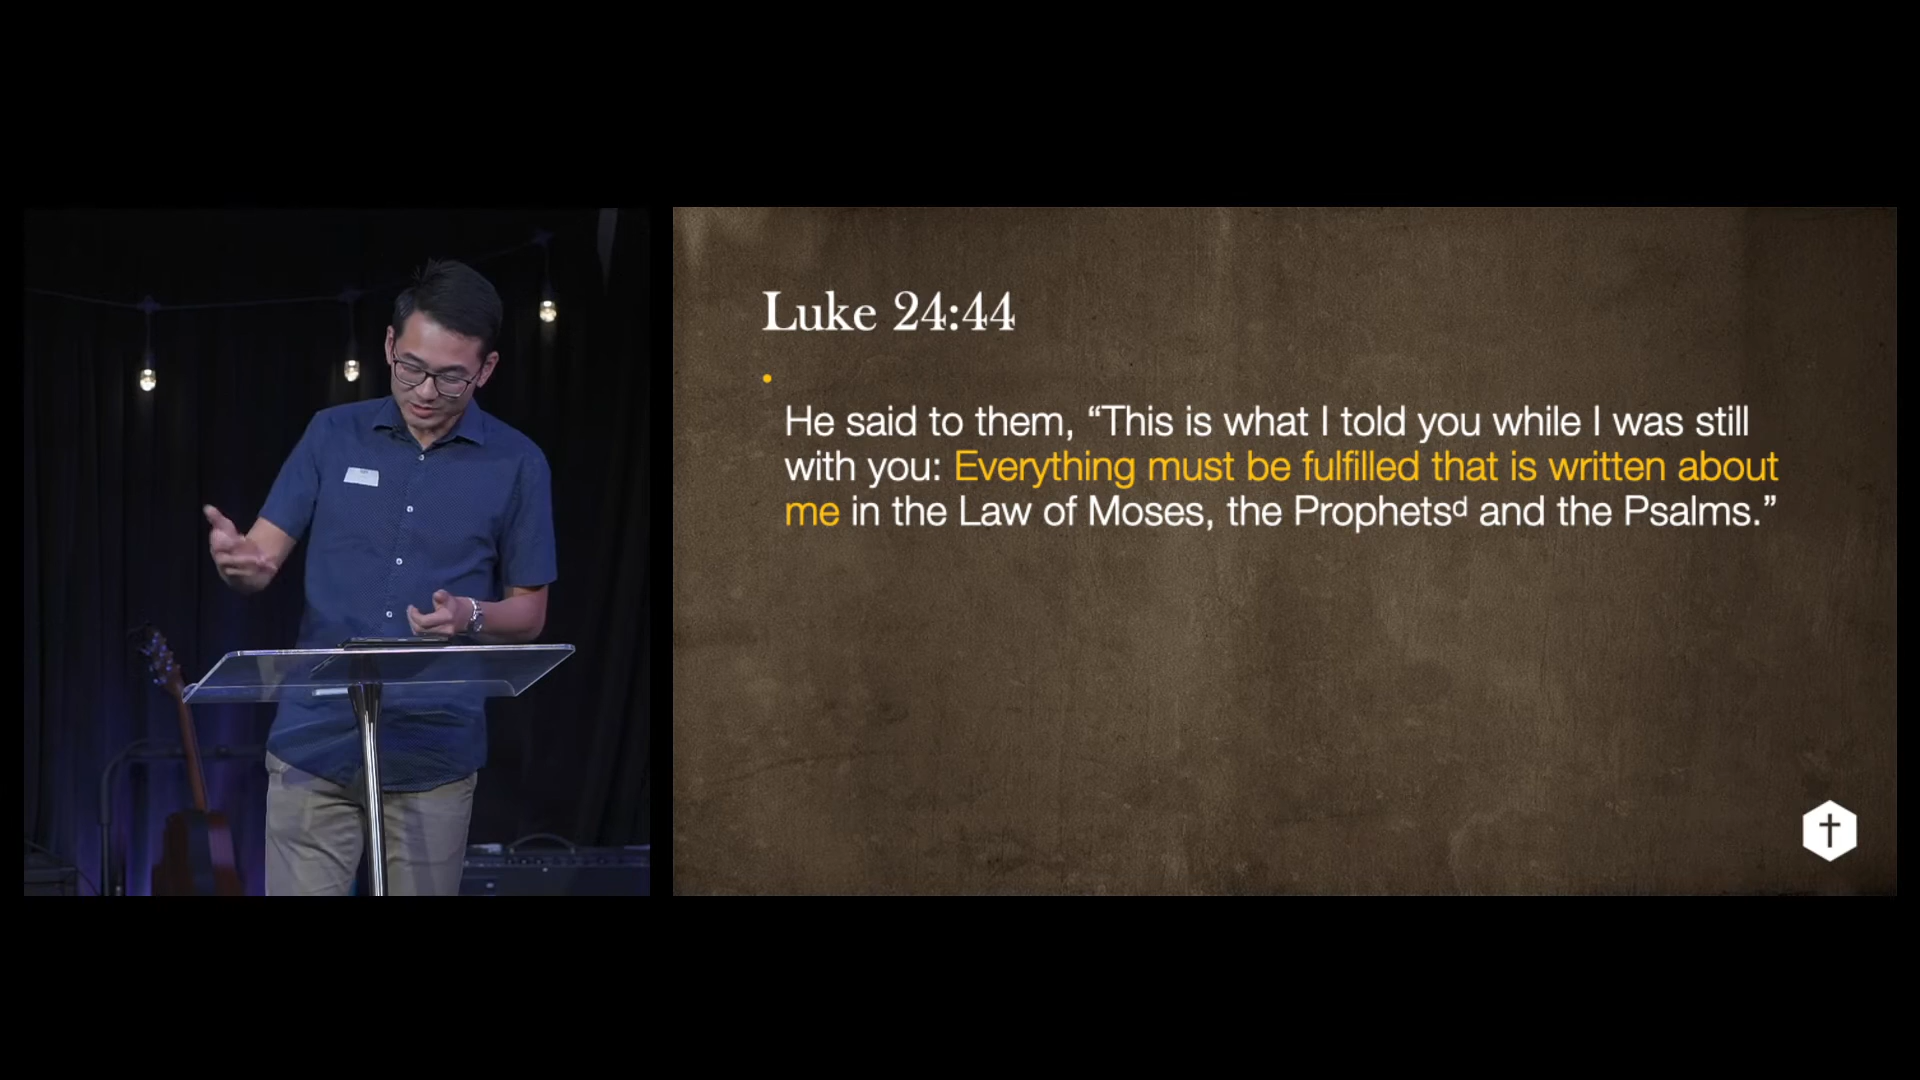 Luke 24:44
He said to them, “This is what I told you while I was still
with you: Everything must be fulfilled that is written about
me in the Law of Moses, the Prophetsᵈ and the Psalms.”